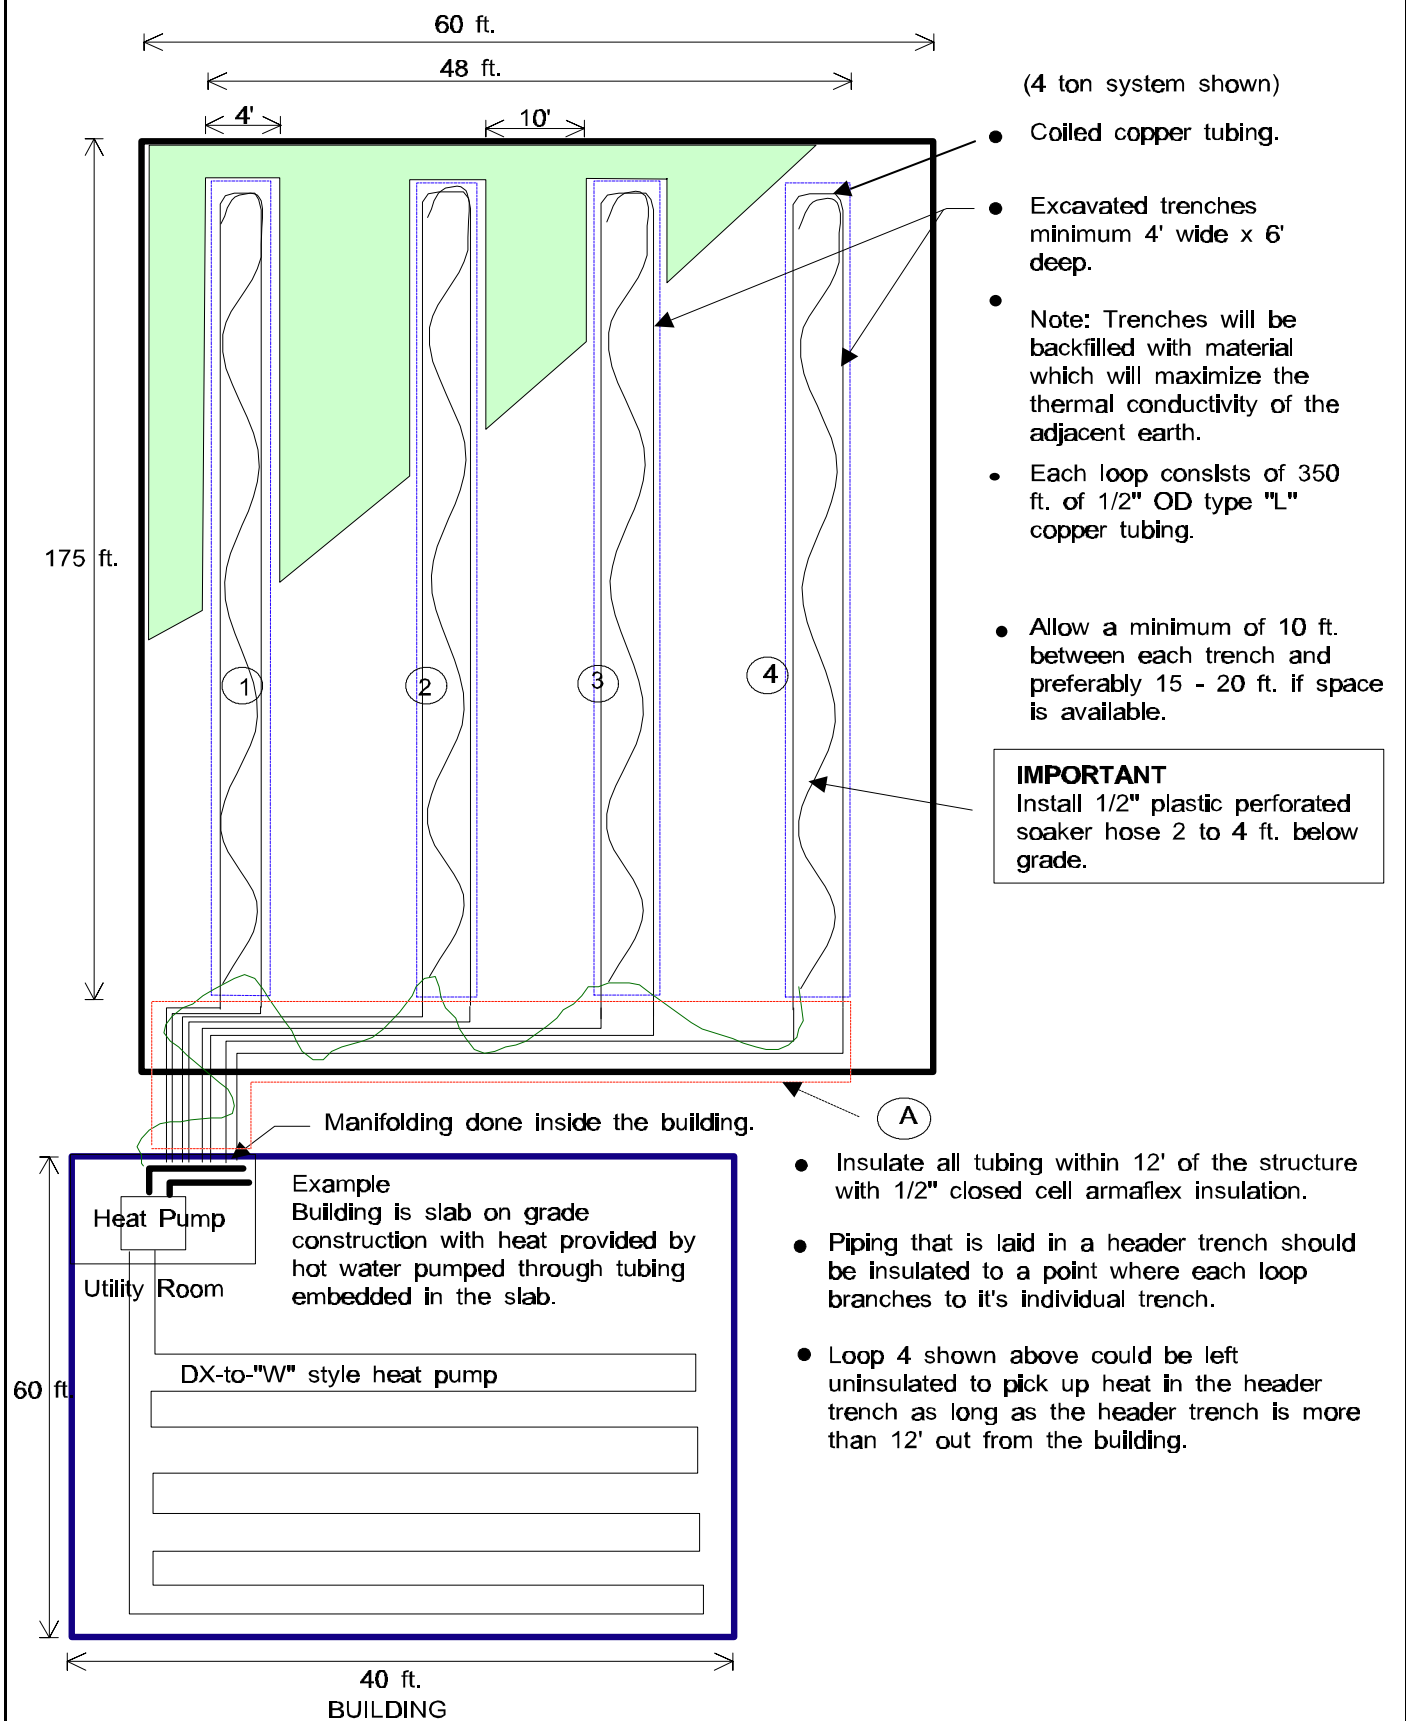 60 ft.
48 ft.
4'
10'
(4 ton system shown)
Coiled copper tubing.
Excavated trenches
minimum 4' wide x 6'
deep.
Note: Trenches will be
backfilled with material
which will maximize the
thermal conductivity of the
adjacent earth.
Each loop consists of 350
ft. of 1/2" OD type "L"
copper tubing.
175 ft.
Allow a minimum of 10 ft.
between each trench and
preferably 15 - 20 ft. if space
is available.
1
2
3
4
IMPORTANT
Install 1/2" plastic perforated
soaker hose 2 to 4 ft. below
grade.
A
Manifolding done inside the building.
Insulate all tubing within 12' of the structure
with 1/2" closed cell armaflex insulation.
Piping that is laid in a header trench should
be insulated to a point where each loop
branches to it's individual trench.
Loop 4 shown above could be left
uninsulated to pick up heat in the header
trench as long as the header trench is more
than 12' out from the building.
Example
Building is slab on grade
construction with heat provided by
hot water pumped through tubing
embedded in the slab.
Heat Pump
Utility Room
DX-to-"W" style heat pump
60 ft.
40 ft.
BUILDING